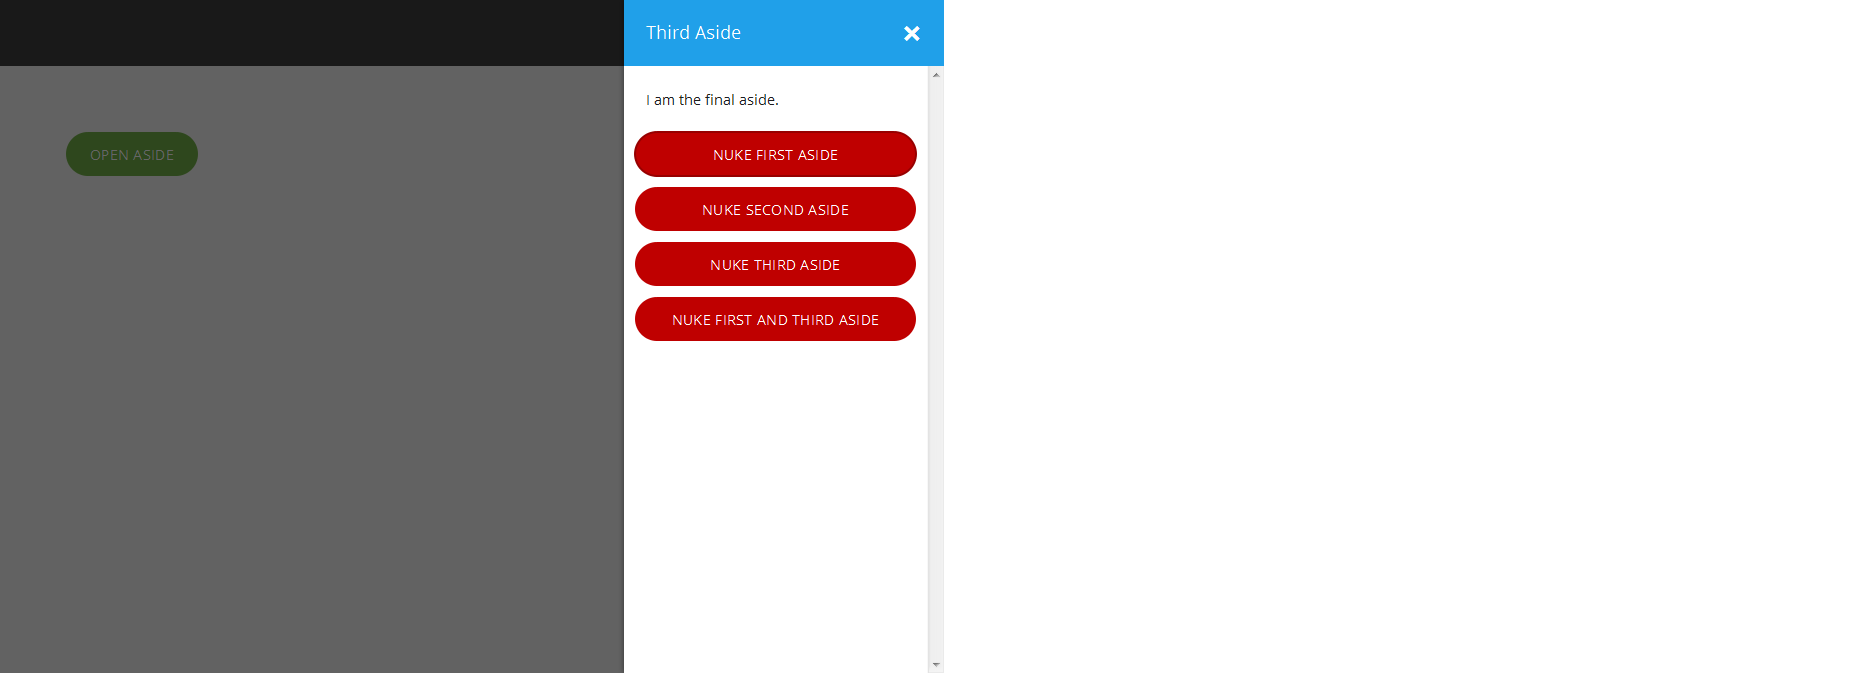 Third Aside
I am the final aside.
OPEN ASIDE
NUKE FIRST ASIDE
NUKE SECOND ASIDE
NUKE THIRD ASIDE
NUKE FIRST AND THIRD ASIDE